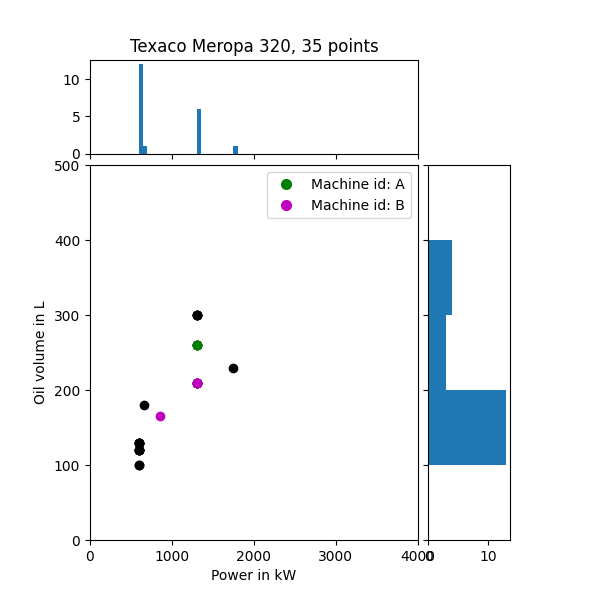 Texaco Meropa 320, 35 points
10
5
0
500
400
300
200
100
0
Oil volume in L
Machine id: A
Machine id: B
0 1000 2000 3000 4000
0 10
Power in kW